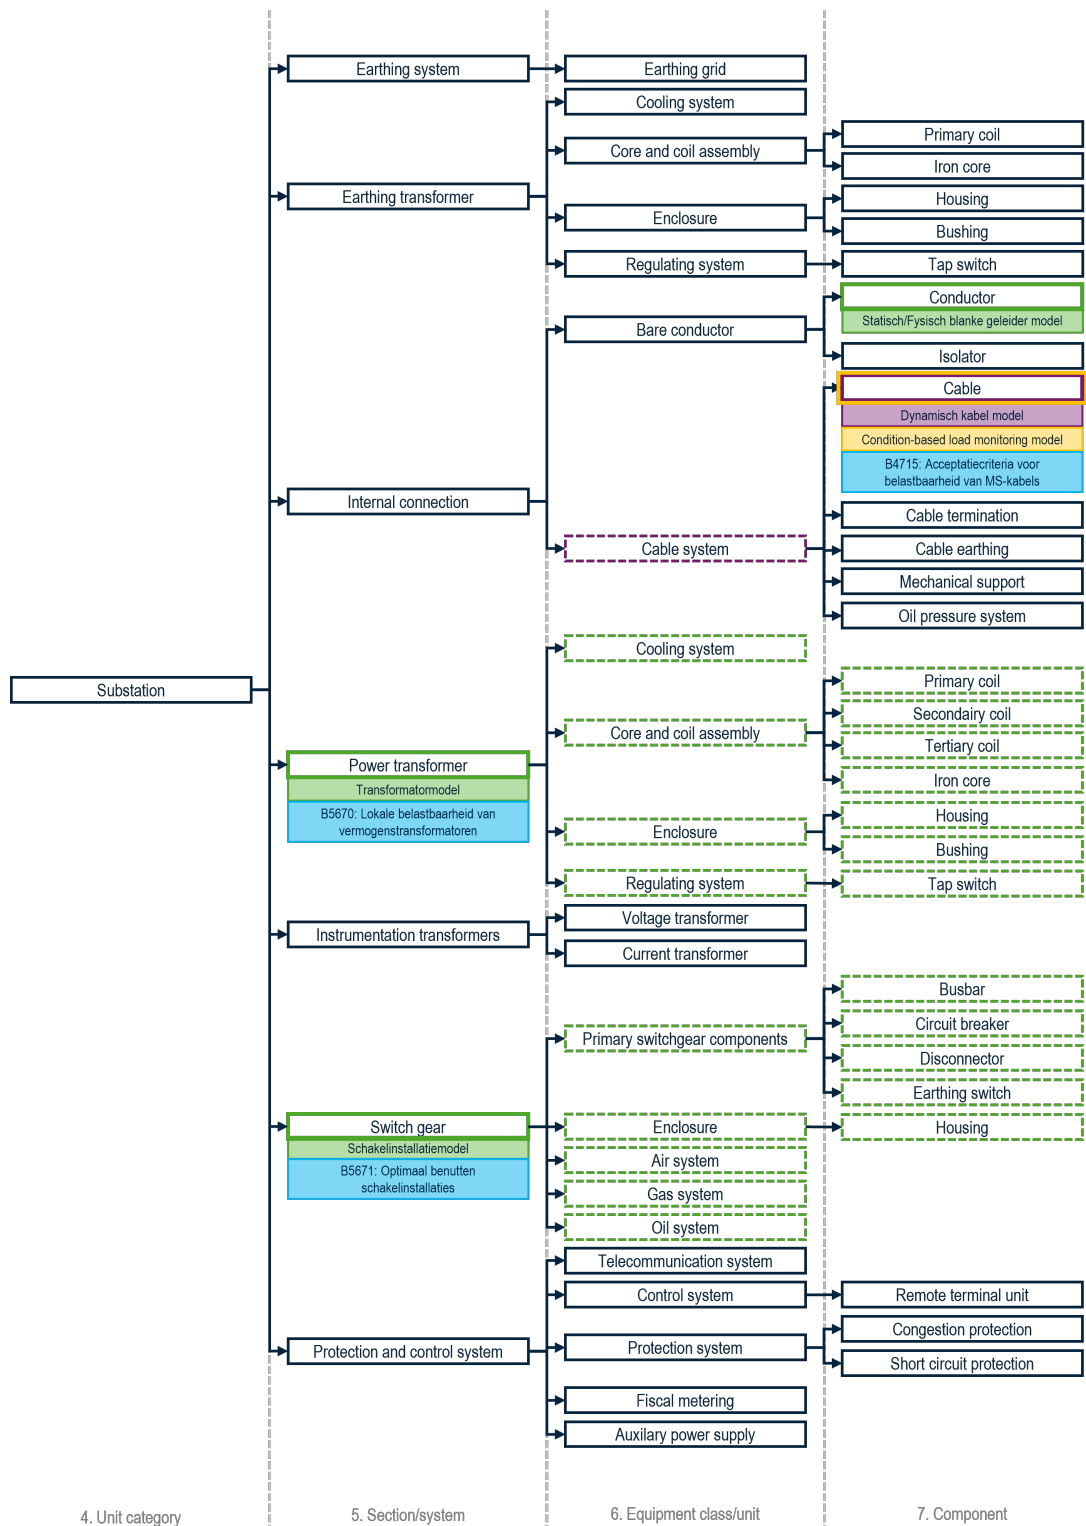 Earthing system
Earthing grid
Cooling system
Core and coil assembly
Primary coil
Iron core
Earthing transformer
Enclosure
Housing
Bushing
Regulating system
Tap switch
Bare conductor
Conductor
Statisch/Fysisch blanke geleider model
Isolator
Internal connection
Cable
Dynamisch kabel model
Condition-based load monitoring model
B4715: Acceptatiecriteria voor
belastbaarheid van MS-kabels
Cable system
Cable termination
Cable earthing
Mechanical support
Oil pressure system
Substation
Cooling system
Core and coil assembly
Primary coil
Secondairy coil
Tertiary coil
Iron core
Power transformer
Transformatormodel
B5670: Lokale belastbaarheid van
vermogenstransformatoren
Enclosure
Housing
Bushing
Regulating system
Tap switch
Instrumentation transformers
Voltage transformer
Current transformer
Primary switchgear components
Busbar
Circuit breaker
Disconnector
Earthing switch
Switch gear
Schakelinstallatiemodel
B5671: Optimaal benutten
schakelinstallaties
Enclosure
Housing
Air system
Gas system
Oil system
Protection and control system
Telecommunication system
Control system
Remote terminal unit
Protection system
Congestion protection
Short circuit protection
Fiscal metering
Auxilary power supply
4. Unit category
5. Section/system
6. Equipment class/unit
7. Component